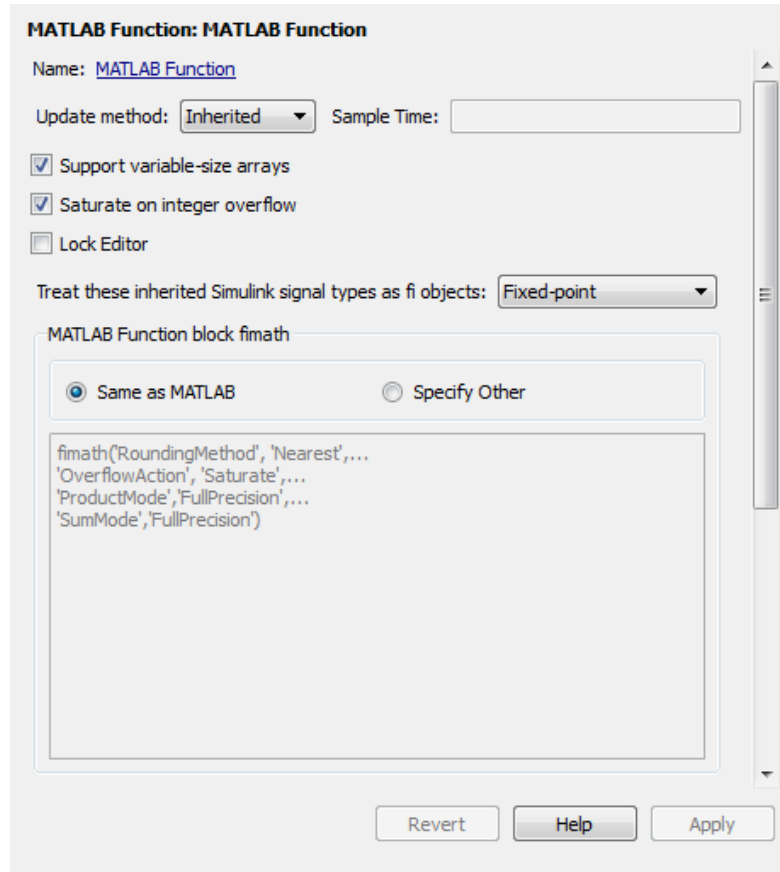 MATLAB Function: MATLAB Function
Name: MATLAB Function
Update method: Inherited Sample Time:
Support variable-size arrays
Saturate on integer overflow
Lock Editor
Treat these inherited Simulink signal types as fi objects: Fixed-point
MATLAB Function block fimath
Same as MATLAB Specify Other
fimath('RoundingMethod', 'Nearest',...
'OverflowAction', 'Saturate',...
'ProductMode','FullPrecision',...
'SumMode','FullPrecision')
Revert Help Apply